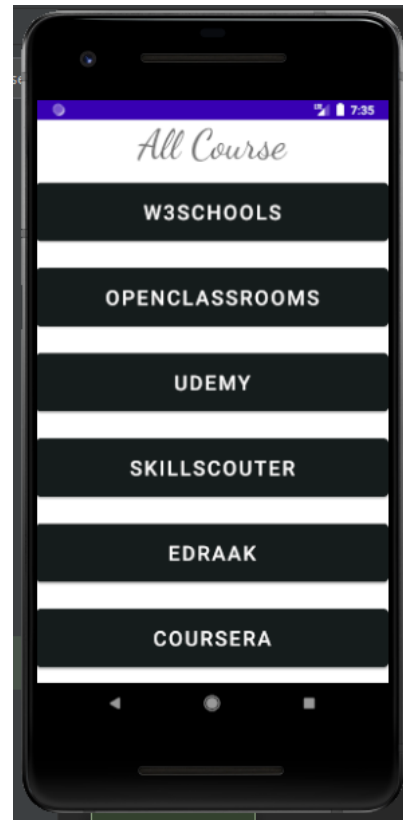 7:35
All Course
W3SCHOOLS
OPENCLASSROOMS
UDEMY
SKILLSCOUTER
EDRAAK
COURSERA